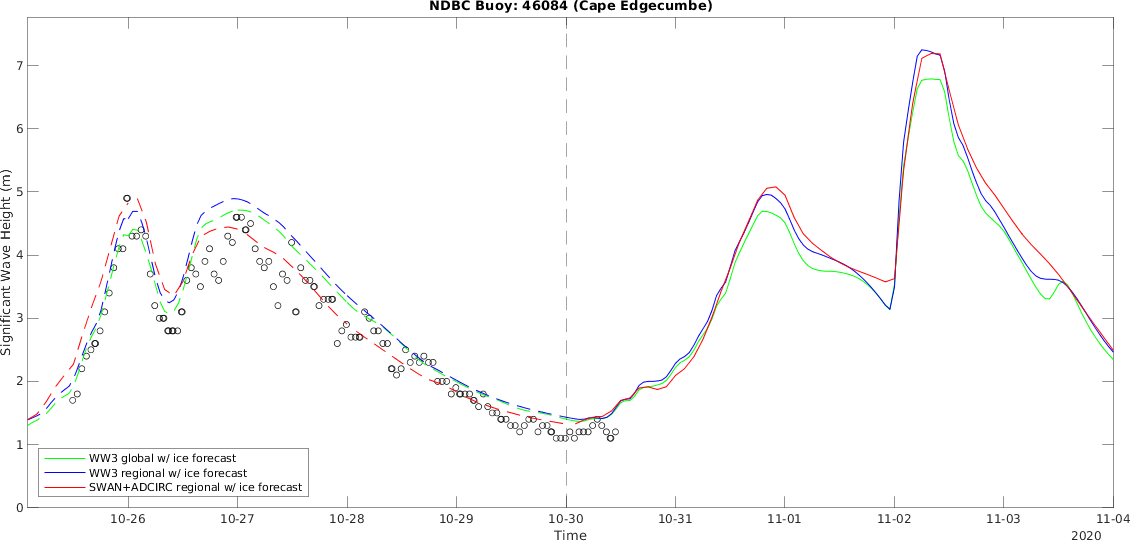 NDBC Buoy: 46084 (Cape Edgecumbe)
Significant Wave Height (m)
7
6
5
4
3
2
1
0
WW3 global w/ ice forecast
WW3 regional w/ ice forecast
SWAN+ADCIRC regional w/ ice forecast
10-26 10-27 10-28 10-29 10-30 10-31 11-01 11-02 11-03 11-04
Time
2020